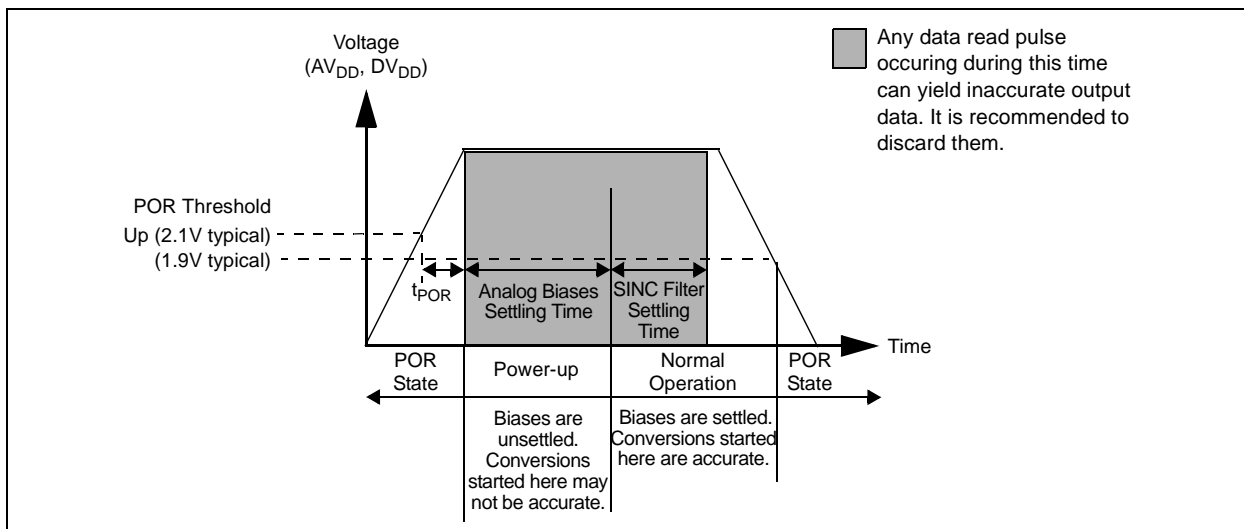 Voltage
(AVDD, DVDD)
Any data read pulse
occuring during this time
can yield inaccurate output
data. It is recommended to
discard them.
POR Threshold
Up (2.1V typical)
(1.9V typical)
tPOR
Analog Biases
Settling Time
SINC Filter
Settling
Time
Time
POR
State
Power-up
Normal
Operation
POR
State
Biases are
unsettled.
Conversions
started here may
not be accurate.
Biases are settled.
Conversions started
here are accurate.